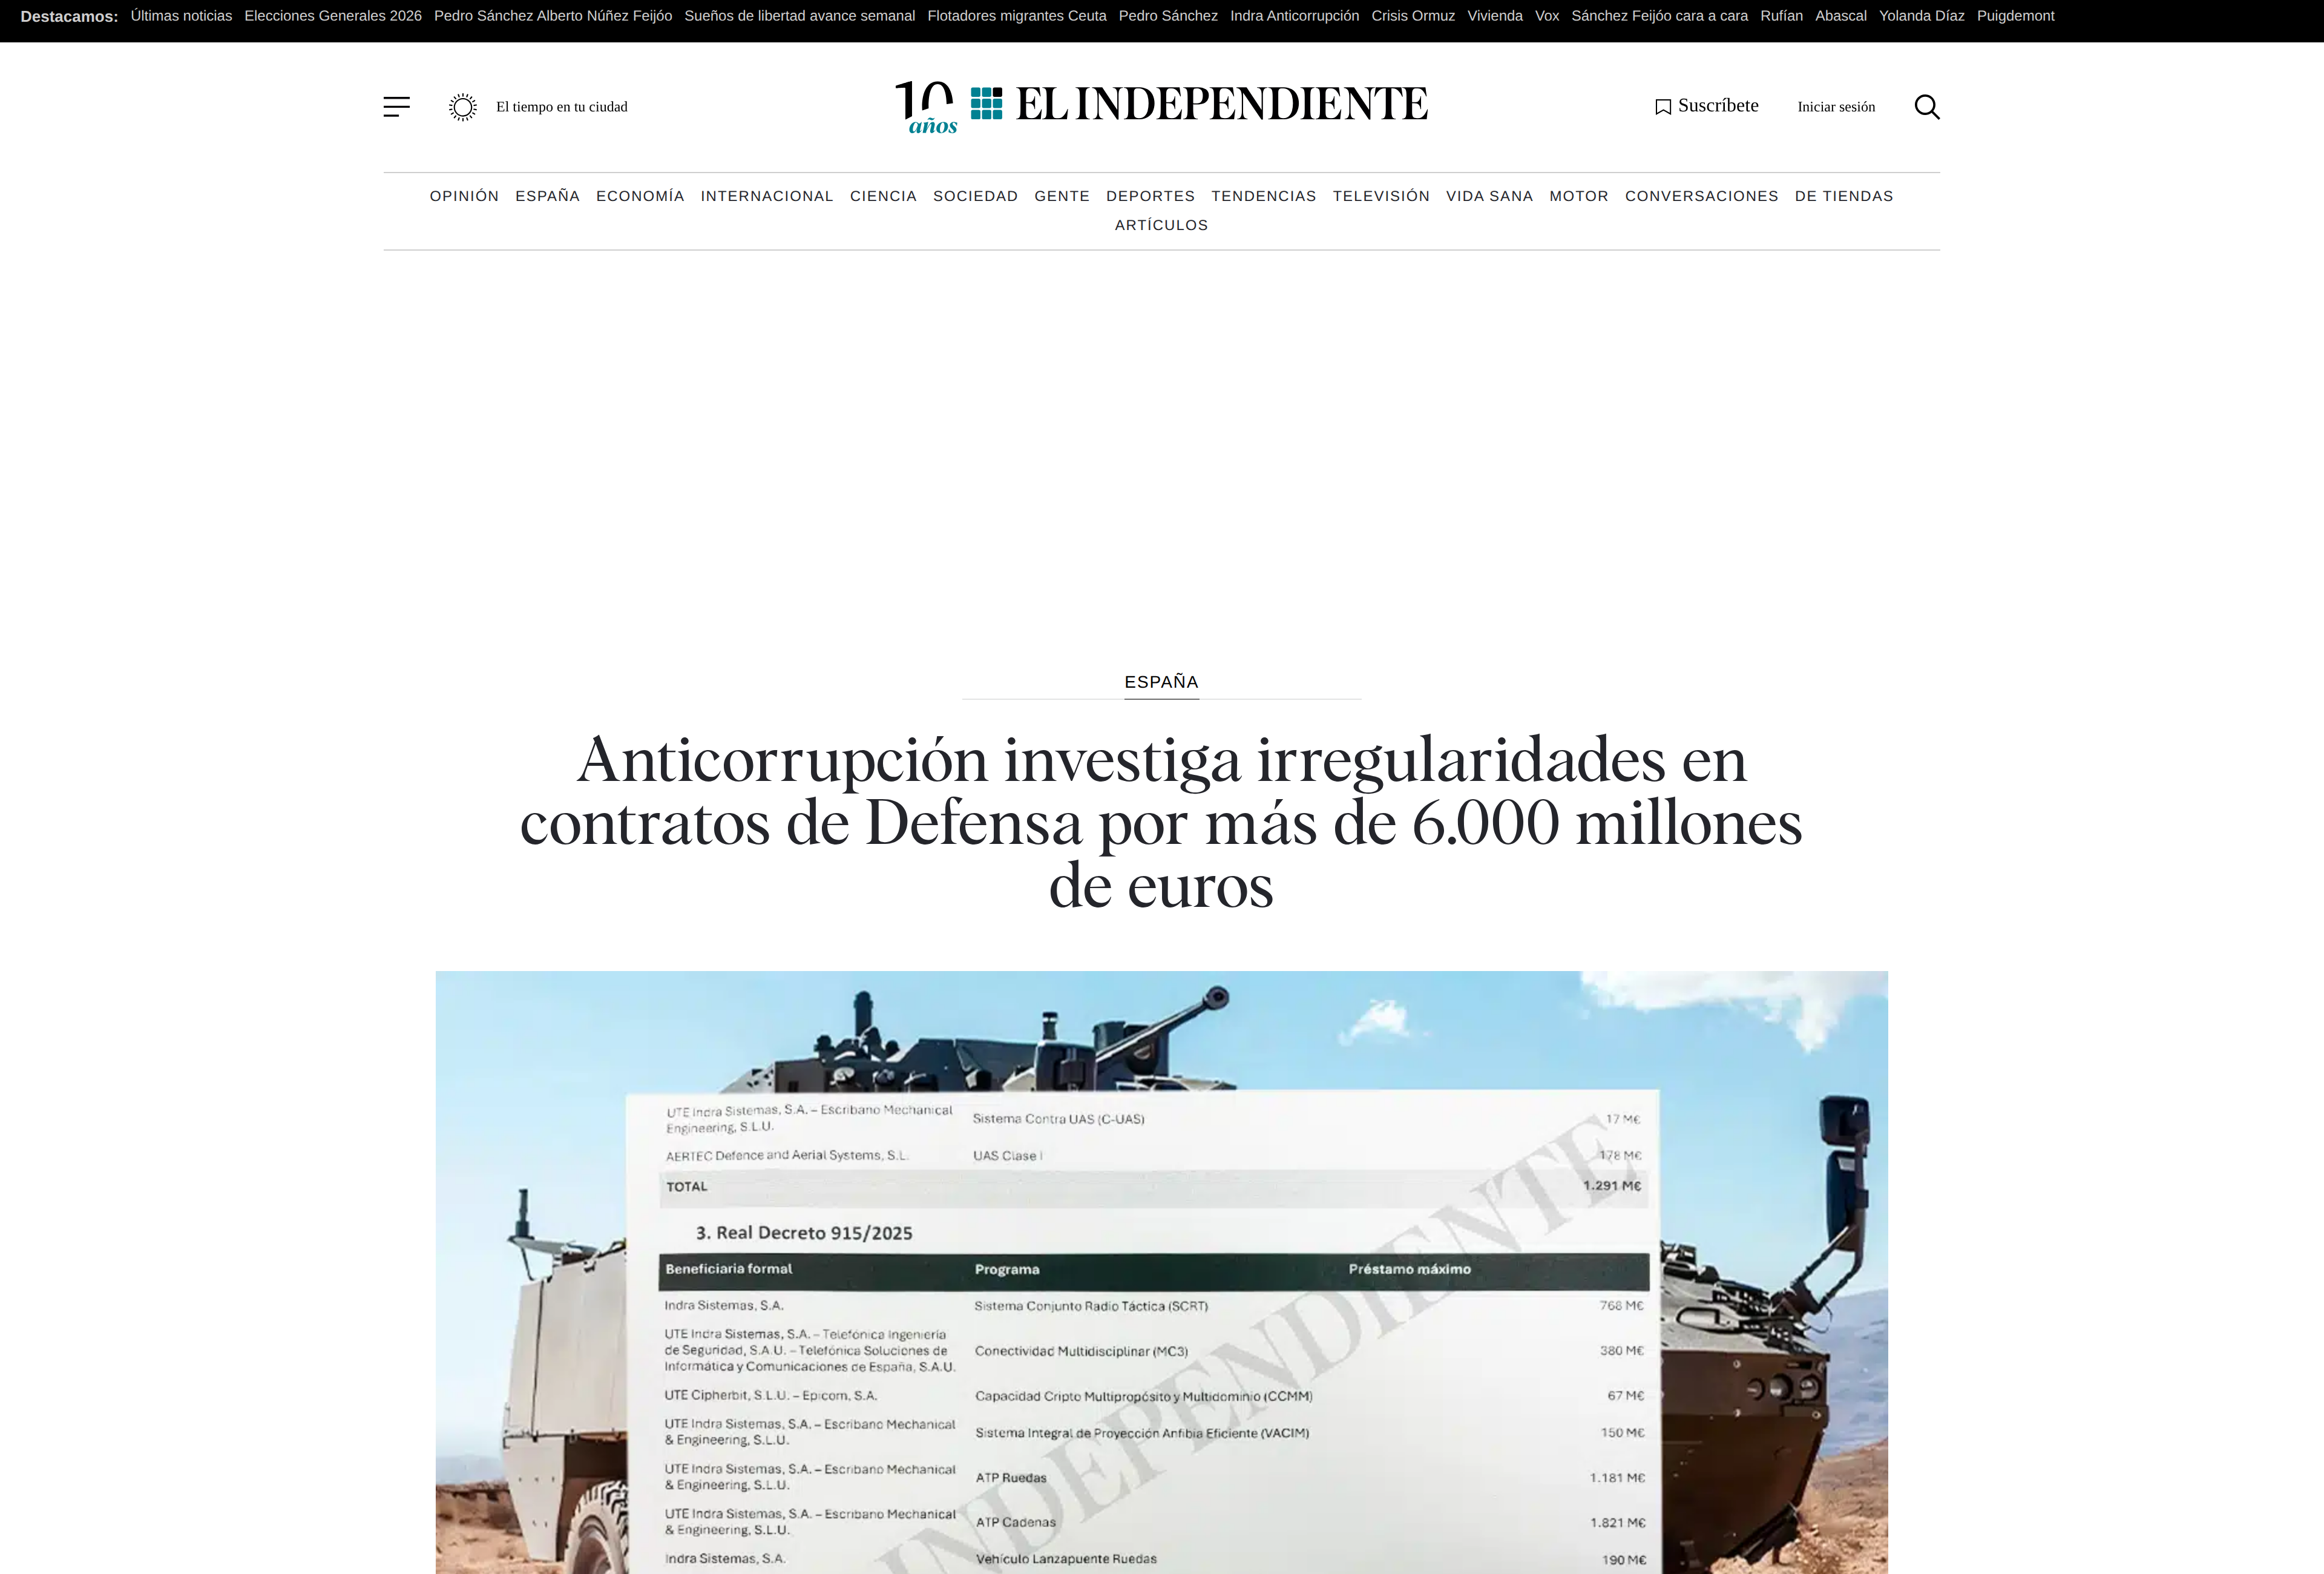 Destacamos: Últimas noticias Elecciones Generales 2026 Pedro Sánchez Alberto Núñez Feijóo Sueños de libertad avance semanal Flotadores migrantes Ceuta Pedro Sánchez Indra Anticorrupción Crisis Ormuz Vivienda Vox Sánchez Feijóo cara a cara Rufián Abascal Yolanda Díaz Puigdemont
El tiempo en tu ciudad
10 años
EL INDEPENDIENTE
Suscríbete
Iniciar sesión
OPINIÓN ESPAÑA ECONOMÍA INTERNACIONAL CIENCIA SOCIEDAD GENTE DEPORTES TENDENCIAS TELEVISIÓN VIDA SANA MOTOR CONVERSACIONES DE TIENDAS
ARTÍCULOS
ESPAÑA
Anticorrupción investiga irregularidades en
contratos de Defensa por más de 6.000 millones
de euros
UTE Indra Sistemas, S.A. – Escribano Mechanical
Engineering, S.L.U.
Sistema Contra UAS (C-UAS)
17 M€
AERTEC Defence and Aerial Systems, S.L.
UAS Clase I
178 M€
TOTAL
1.291 M€
3. Real Decreto 915/2025
Beneficiaria formal
Programa
Préstamo máximo
Indra Sistemas, S.A.
Sistema Conjunto Radio Táctica (SCRT)
768 M€
UTE Indra Sistemas, S.A. – Telefónica Ingeniería
de Seguridad, S.A.U. – Telefónica Soluciones de
Informática y Comunicaciones de España, S.A.U.
Conectividad Multidisciplinar (MC3)
380 M€
UTE Cipherbit, S.L.U. – Epicom, S.A.
Capacidad Cripto Multipropósito y Multidominio (CCMM)
67 M€
UTE Indra Sistemas, S.A. – Escribano Mechanical
& Engineering, S.L.U.
Sistema Integral de Proyección Anfibia Eficiente (VACIM)
150 M€
UTE Indra Sistemas, S.A. – Escribano Mechanical
& Engineering, S.L.U.
ATP Ruedas
1.181 M€
UTE Indra Sistemas, S.A. – Escribano Mechanical
& Engineering, S.L.U.
ATP Cadenas
1.821 M€
Indra Sistemas, S.A.
Vehículo Lanzapuente Ruedas
190 M€
INDEPENDIENTE